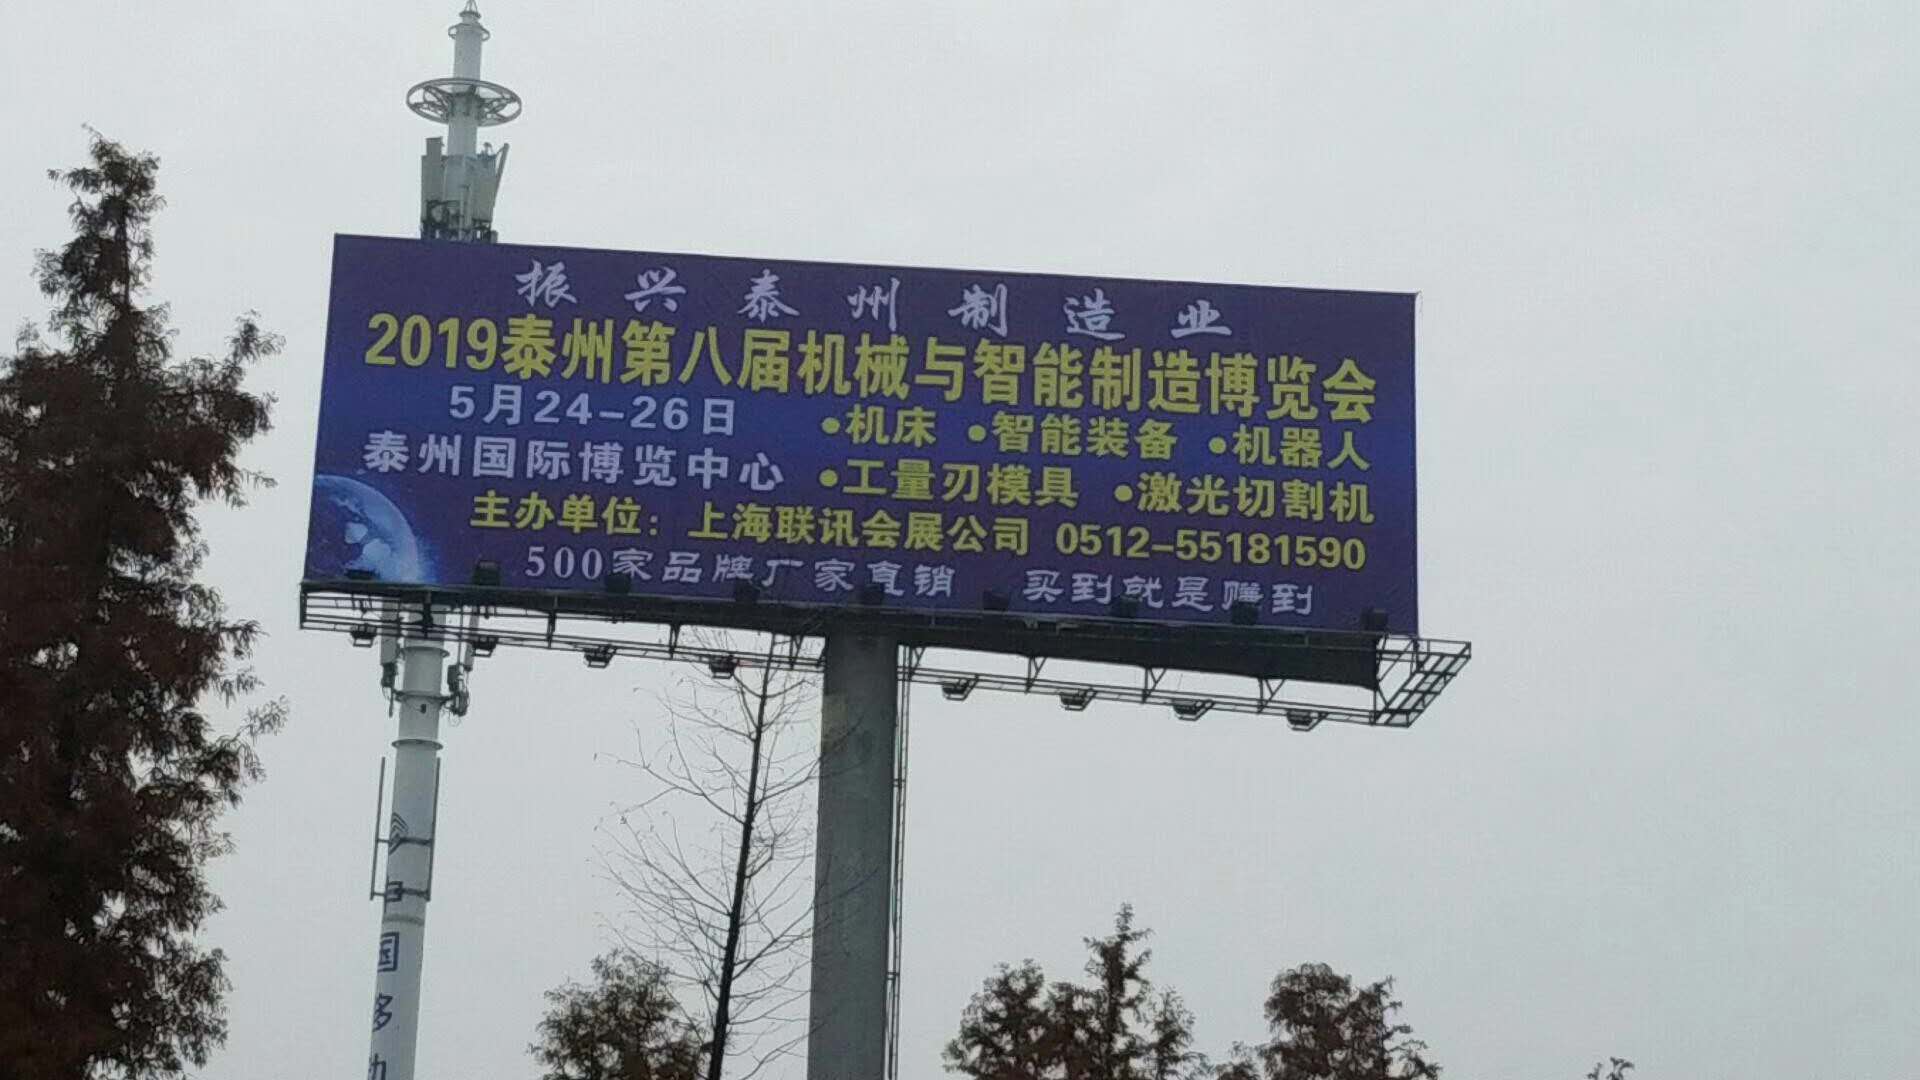 振兴泰州制造业
2019泰州第八届机械与智能制造博览会
5月24-26日
泰州国际博览中心
•机床 •智能装备 •机器人
•工量刃模具 •激光切割机
主办单位：上海联讯会展公司 0512-55181590
500家品牌厂家直销 买到就是赚到
国移